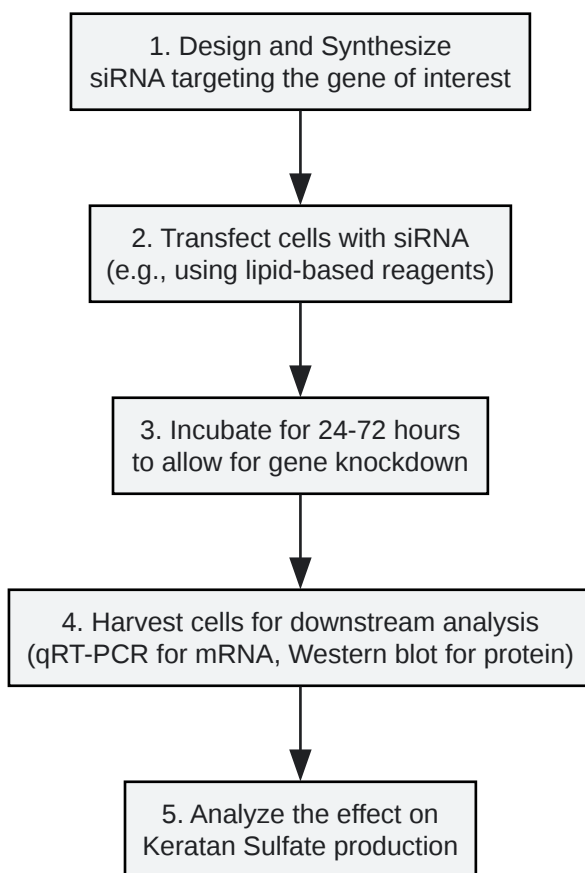 1. Design and Synthesize
siRNA targeting the gene of interest
2. Transfect cells with siRNA
(e.g., using lipid-based reagents)
3. Incubate for 24-72 hours
to allow for gene knockdown
4. Harvest cells for downstream analysis
(qRT-PCR for mRNA, Western blot for protein)
5. Analyze the effect on
Keratan Sulfate production